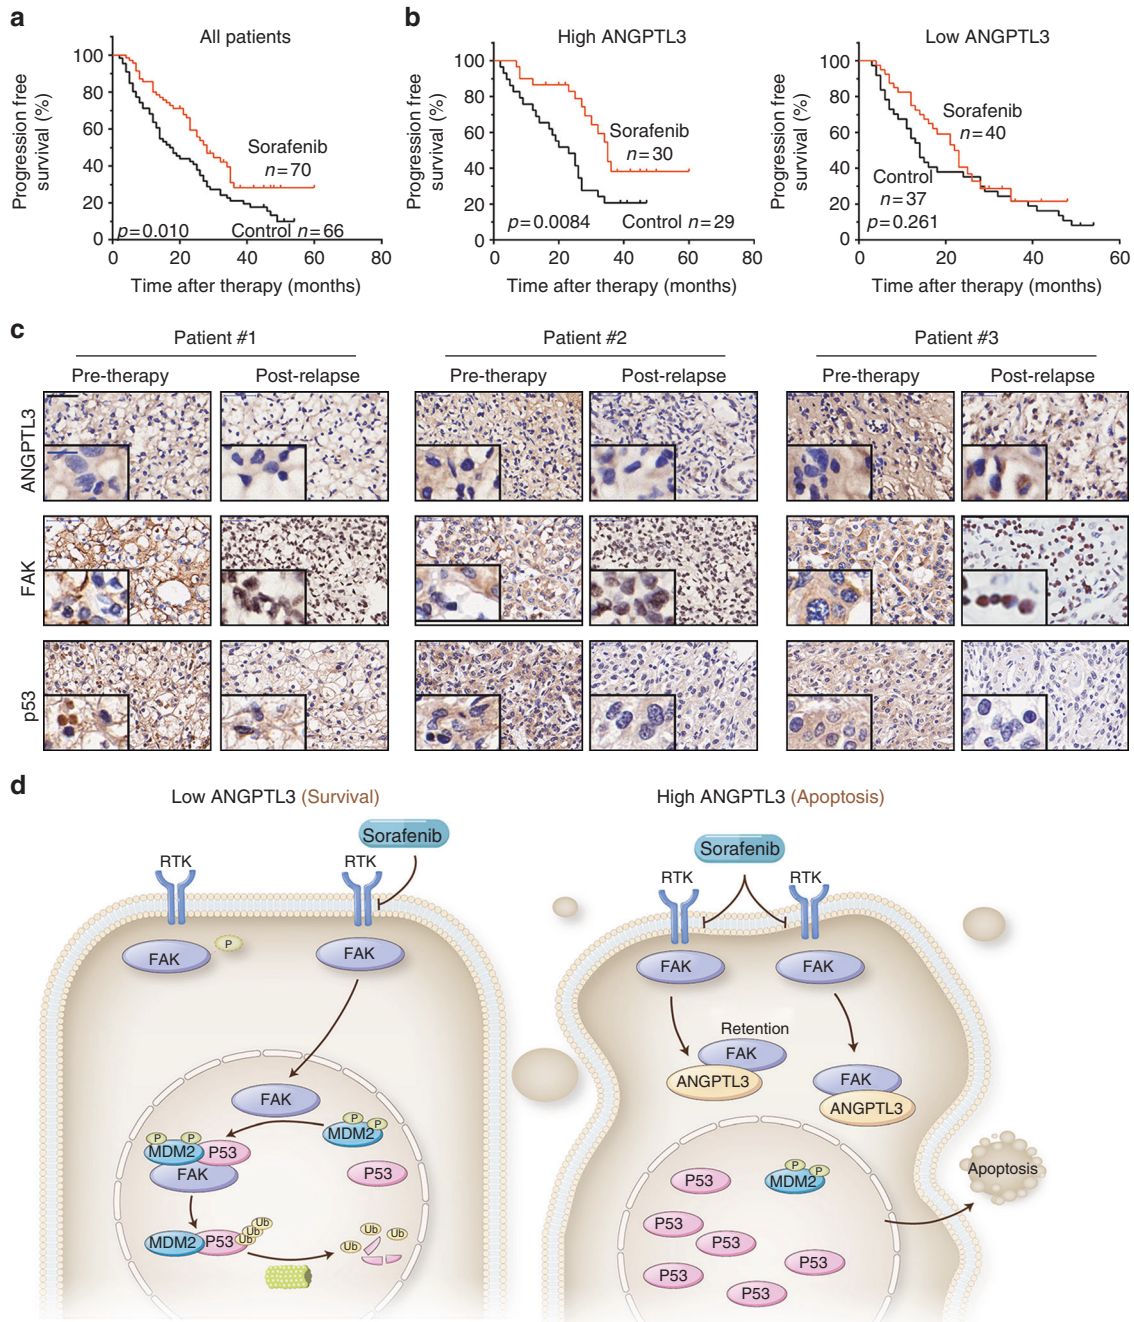 a
All patients
Progression free
survival (%)
100
80
60
40
20
0
Sorafenib
n=70
p=0.010
Control n=66
0
20
40
60
80
Time after therapy (months)
b
High ANGPTL3
Progression free
survival (%)
100
80
60
40
20
0
Sorafenib
n=30
p=0.0084
Control n=29
0
20
40
60
80
Time after therapy (months)
Low ANGPTL3
Progression free
survival (%)
100
80
60
40
20
0
Sorafenib
n=40
Control
n=37
p=0.261
0
20
40
60
Time after therapy (months)
c
Patient #1
Patient #2
Patient #3
Pre-therapy
Post-relapse
Pre-therapy
Post-relapse
Pre-therapy
Post-relapse
ANGPTL3
FAK
p53
d
Low ANGPTL3 (Survival)
Sorafenib
RTK
RTK
FAK
P
FAK
FAK
P
P
MDM2
P
P
MDM2
P53
FAK
P53
MDM2
P53
Ub
Ub
Ub
Ub
Ub
Ub
High ANGPTL3 (Apoptosis)
Sorafenib
RTK
RTK
FAK
FAK
Retention
FAK
ANGPTL3
FAK
ANGPTL3
P53
P
P
MDM2
P53
P53
P53
P53
P53
Apoptosis